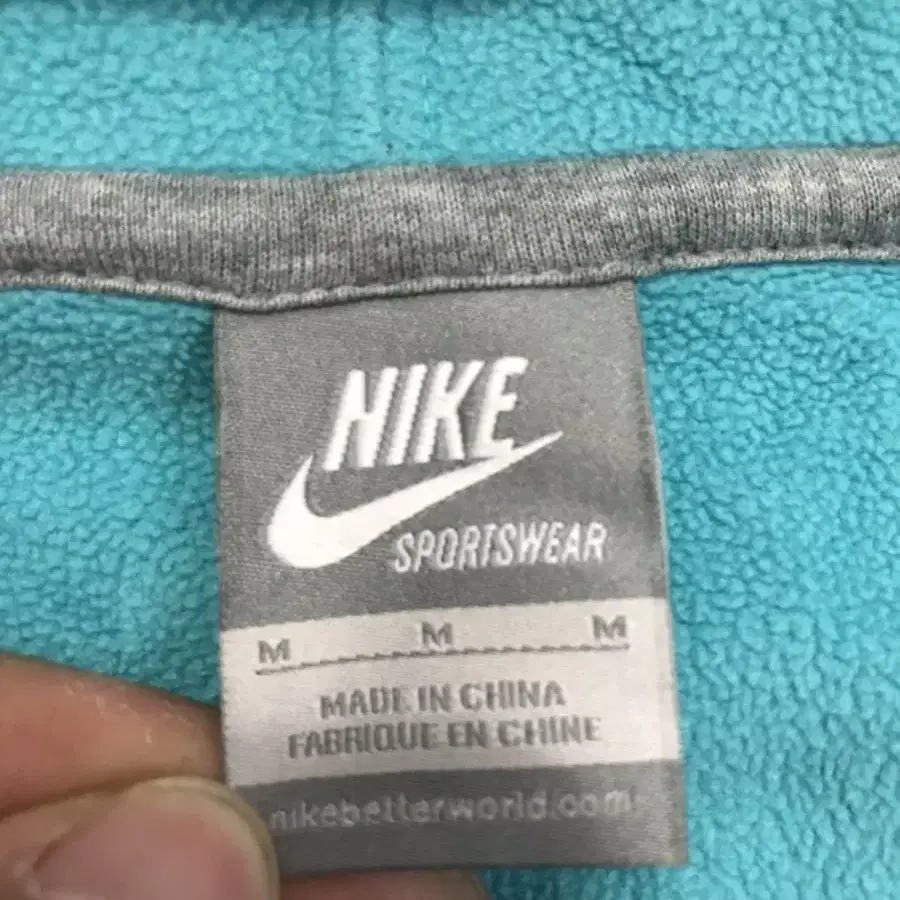 NIKE
SPORTSWEAR
M M M
MADE IN CHINA
FABRIQUE EN CHINE
nikebetterworld.com